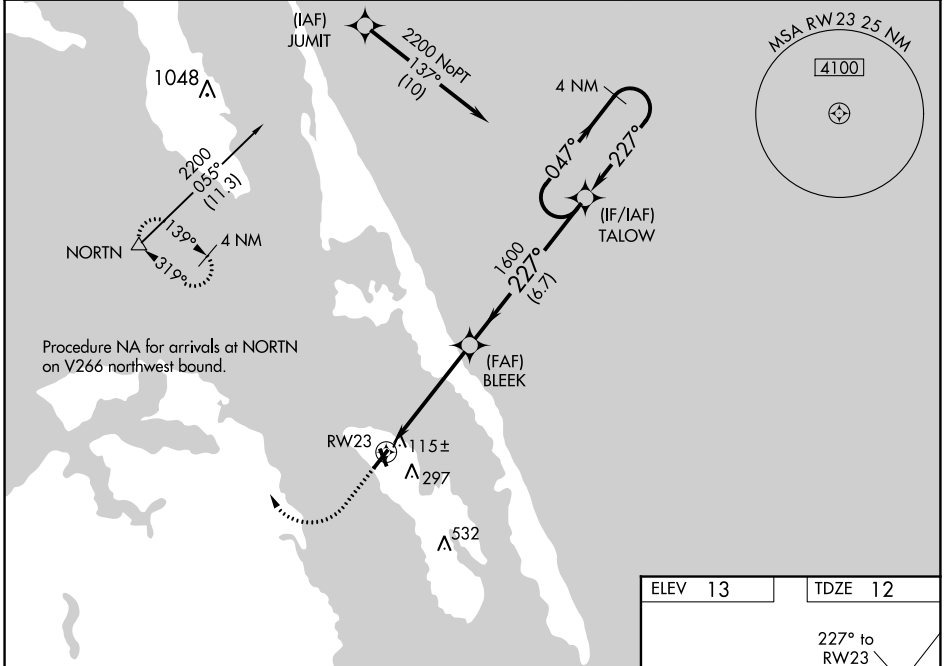 (IAF)
JUMIT
2200 NoPT
137°
(10)
MSA RW23 25 NM
4100
1048
4 NM
047°
227°
2200
055°
(11.3)
(IF/IAF)
TALOW
139°
4 NM
NORTN
319°
1600
227°
(6.7)
Procedure NA for arrivals at NORTN
on V266 northwest bound.
(FAF)
BLEEK
RW23
115±
297
532
ELEV 13
TDZE 12
227° to
RW23